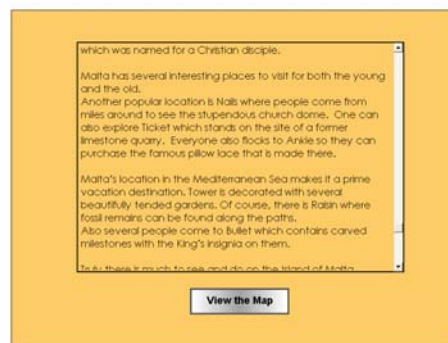 which was named for a Christian disciple.
Malta has several interesting places to visit for both the young
and the old.
Another popular location is Nails where people come from
miles around to see the stupendous church dome. One can
also explore Ticket which stands on the site of a former
limestone quarry. Everyone also flocks to Ankle so they can
purchase the famous pillow lace that is made there.
Malta's location in the Mediterranean Sea makes it a prime
vacation destination. Tower is decorated with several
beautifully tended gardens. Of course, there is Raisin where
fossil remains can be found along the paths.
Also several people come to Bullet which contains carved
milestones with the King's insignia on them.
Truly there is much to see and do on the Island of Malta
View the Map